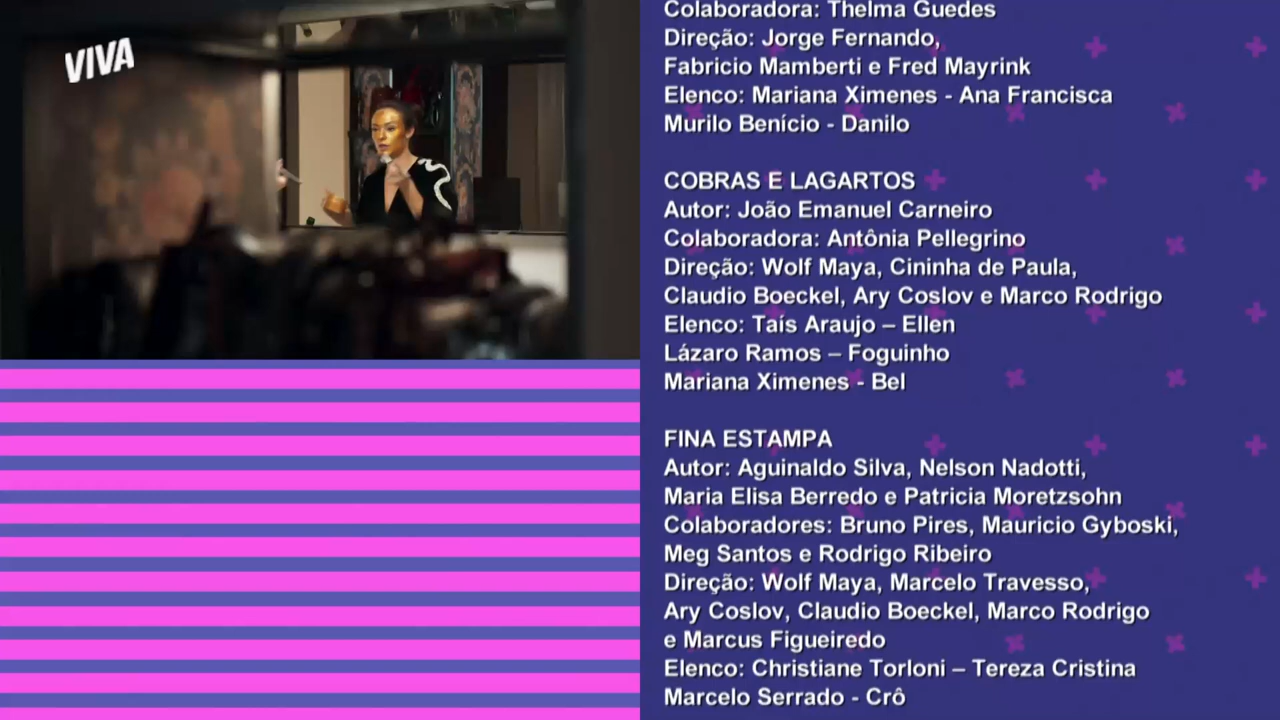 VIVA
Colaboradora: Thelma Guedes
Direção: Jorge Fernando,
Fabricio Mamberti e Fred Mayrink
Elenco: Mariana Ximenes - Ana Francisca
Murilo Benício - Danilo
COBRAS E LAGARTOS
Autor: João Emanuel Carneiro
Colaboradora: Antônia Pellegrino
Direção: Wolf Maya, Cininha de Paula,
Claudio Boeckel, Ary Coslov e Marco Rodrigo
Elenco: Taís Araujo – Ellen
Lázaro Ramos – Foguinho
Mariana Ximenes - Bel
FINA ESTAMPA
Autor: Aguinaldo Silva, Nelson Nadotti,
Maria Elisa Berredo e Patricia Moretzsohn
Colaboradores: Bruno Pires, Mauricio Gyboski,
Meg Santos e Rodrigo Ribeiro
Direção: Wolf Maya, Marcelo Travesso,
Ary Coslov, Claudio Boeckel, Marco Rodrigo
e Marcus Figueiredo
Elenco: Christiane Torloni – Tereza Cristina
Marcelo Serrado - Crô